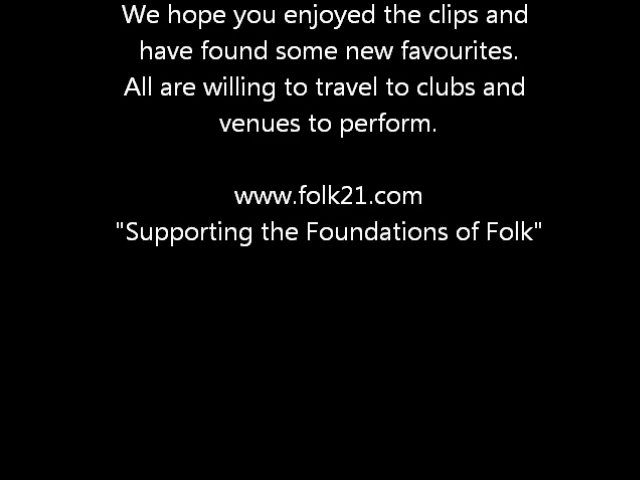 We hope you enjoyed the clips and
have found some new favourites.
All are willing to travel to clubs and
venues to perform.
www.folk21.com
"Supporting the Foundations of Folk"